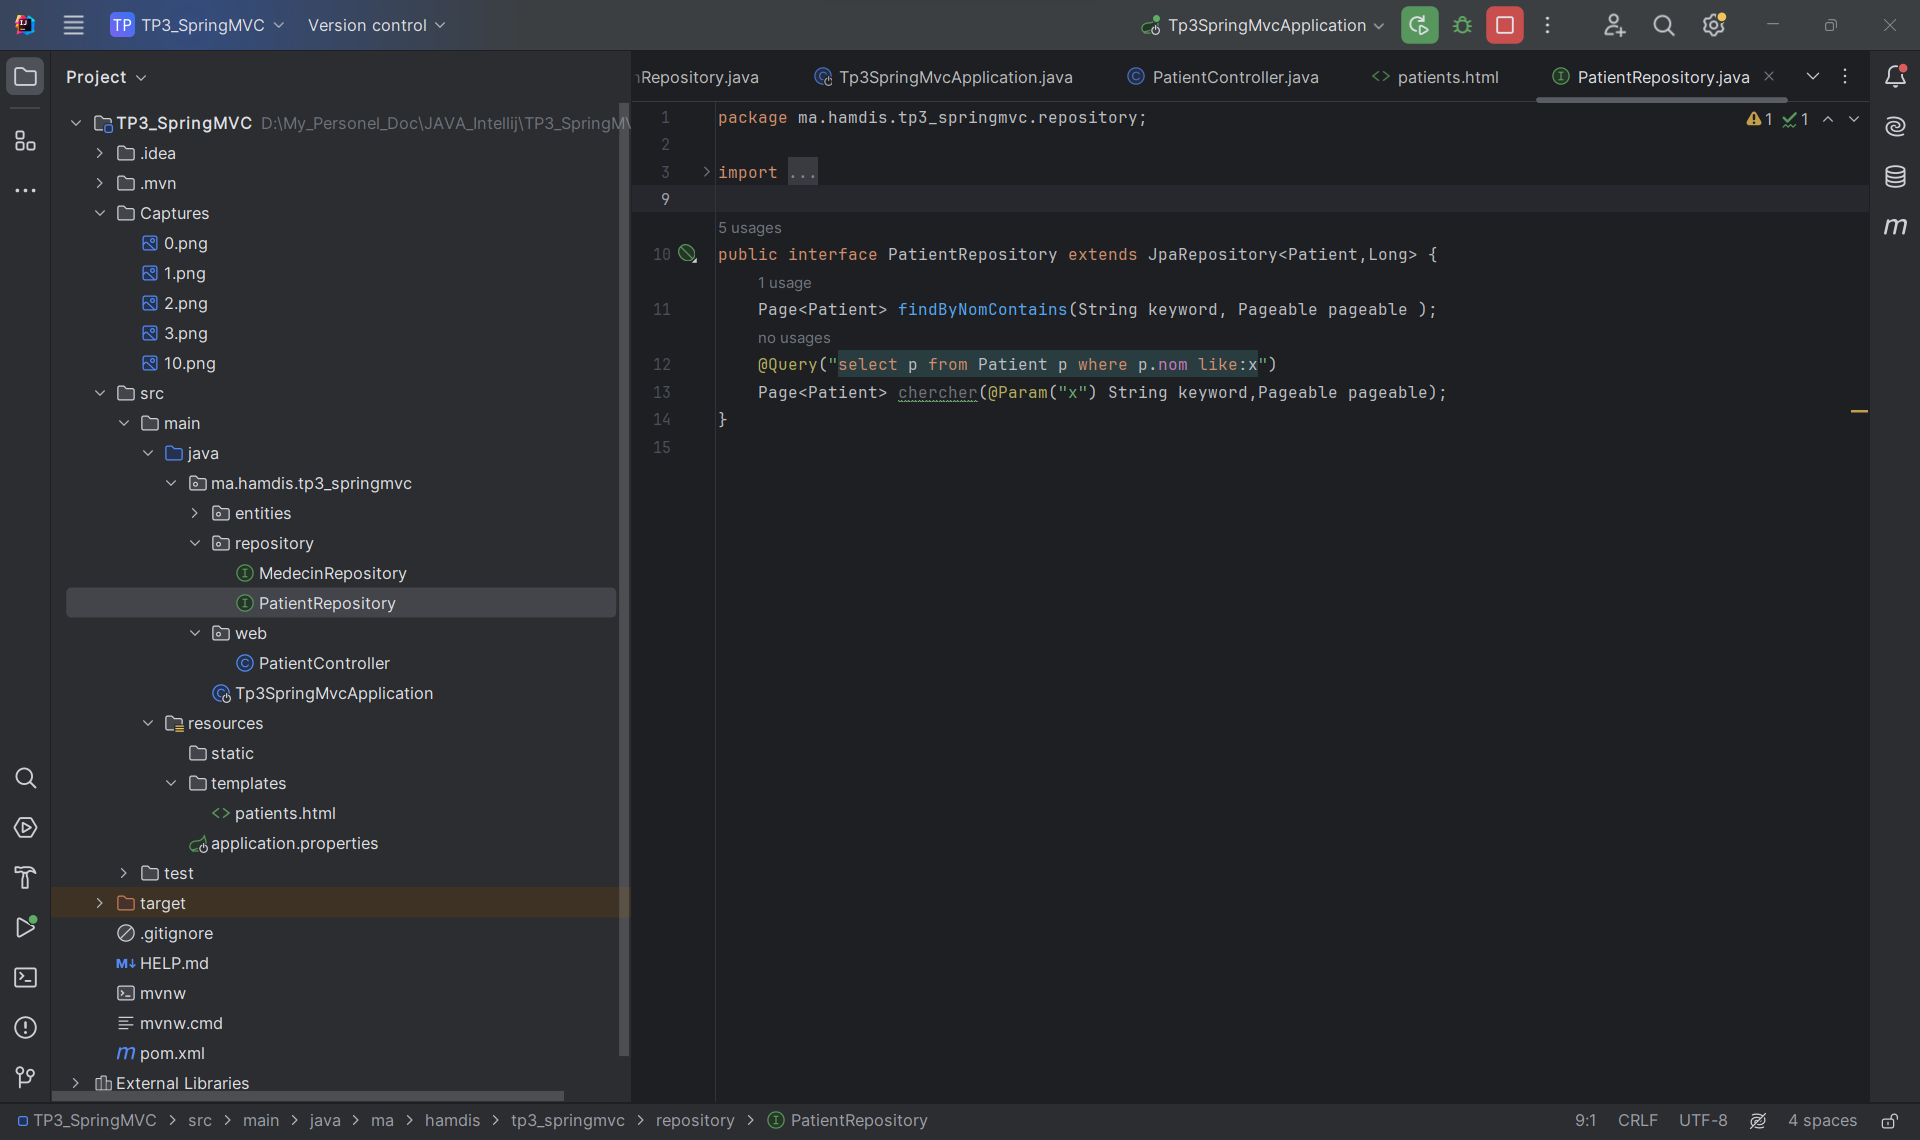 TP TP3_SpringMVC Version control Tp3SpringMvcApplication
Project
TP3_SpringMVC D:\My_Personel_Doc\JAVA_Intellij\TP3_SpringMV
.idea
.mvn
Captures
0.png
1.png
2.png
3.png
10.png
src
main
java
ma.hamdis.tp3_springmvc
entities
repository
MedecinRepository
PatientRepository
web
PatientController
Tp3SpringMvcApplication
resources
static
templates
patients.html
application.properties
test
target
.gitignore
HELP.md
mvnw
mvnw.cmd
pom.xml
External Libraries
nRepository.java Tp3SpringMvcApplication.java PatientController.java patients.html PatientRepository.java
1 package ma.hamdis.tp3_springmvc.repository; 1 1
2
3 import ...
9
5 usages
10 public interface PatientRepository extends JpaRepository<Patient,Long> {
1 usage
11 Page<Patient> findByNomContains(String keyword, Pageable pageable );
no usages
12 @Query("select p from Patient p where p.nom like:x")
13 Page<Patient> chercher(@Param("x") String keyword,Pageable pageable);
14 }
15
TP3_SpringMVC > src > main > java > ma > hamdis > tp3_springmvc > repository > PatientRepository 9:1 CRLF UTF-8 4 spaces